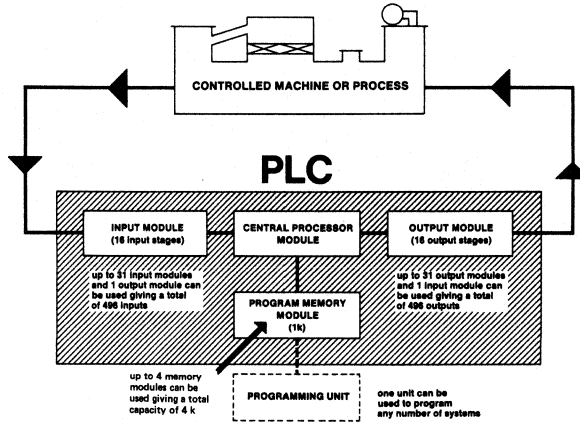 CONTROLLED MACHINE OR PROCESS
PLC
INPUT MODULE
(16 input stages)
CENTRAL PROCESSOR
MODULE
OUTPUT MODULE
(16 output stages)
up to 31 input modules
and 1 output module can
be used giving a total
of 496 inputs
PROGRAM MEMORY
MODULE
(1k)
up to 31 output modules
and 1 input module can
be used giving a total
of 496 outputs
up to 4 memory
modules can be
used giving a total
capacity of 4 k
PROGRAMMING UNIT
one unit can be
used to program
any number of systems